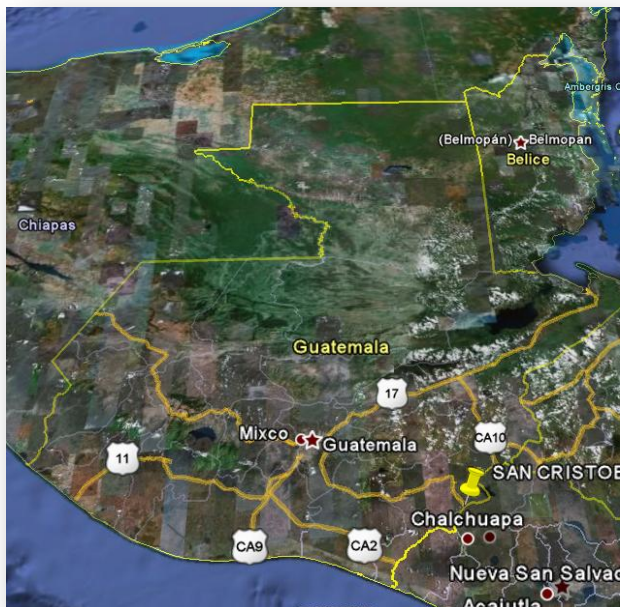 Ambergris C
(Belmopán) Belmopan
Belice
Chiapas
Guatemala
17
Mixco
Guatemala
CA10
11
SAN CRISTOB
Chalchuapa
CA9
CA2
Nueva San Salvad
Acajutla